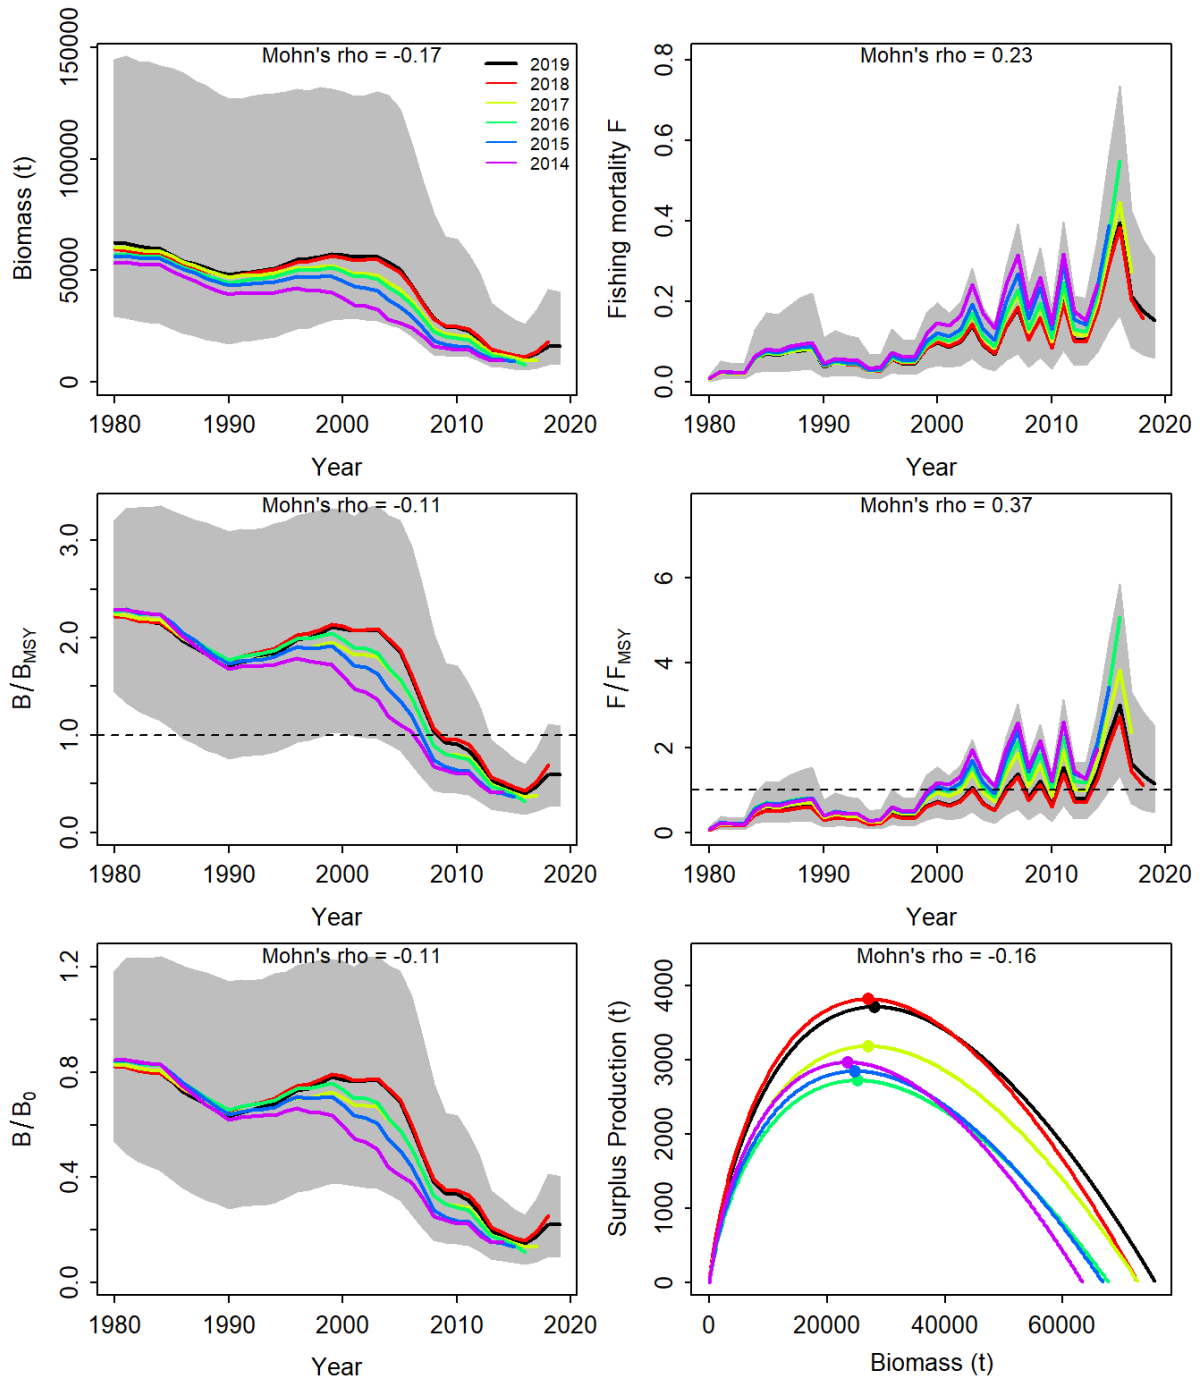 Mohn's rho = -0.17
2019
2018
2017
2016
2015
2014
Biomass (t)
150000
100000
50000
0
1980 1990 2000 2010 2020
Year
Mohn's rho = 0.23
Fishing mortality F
0.8
0.6
0.4
0.2
0.0
1980 1990 2000 2010 2020
Year
Mohn's rho = -0.11
B/BMSY
3.0
2.0
1.0
0.0
1980 1990 2000 2010 2020
Year
Mohn's rho = 0.37
F/FMSY
6
4
2
0
1980 1990 2000 2010 2020
Year
Mohn's rho = -0.11
B/B0
1.2
0.8
0.4
0.0
1980 1990 2000 2010 2020
Year
Mohn's rho = -0.16
Surplus Production (t)
4000
3000
2000
1000
0
0 20000 40000 60000
Biomass (t)